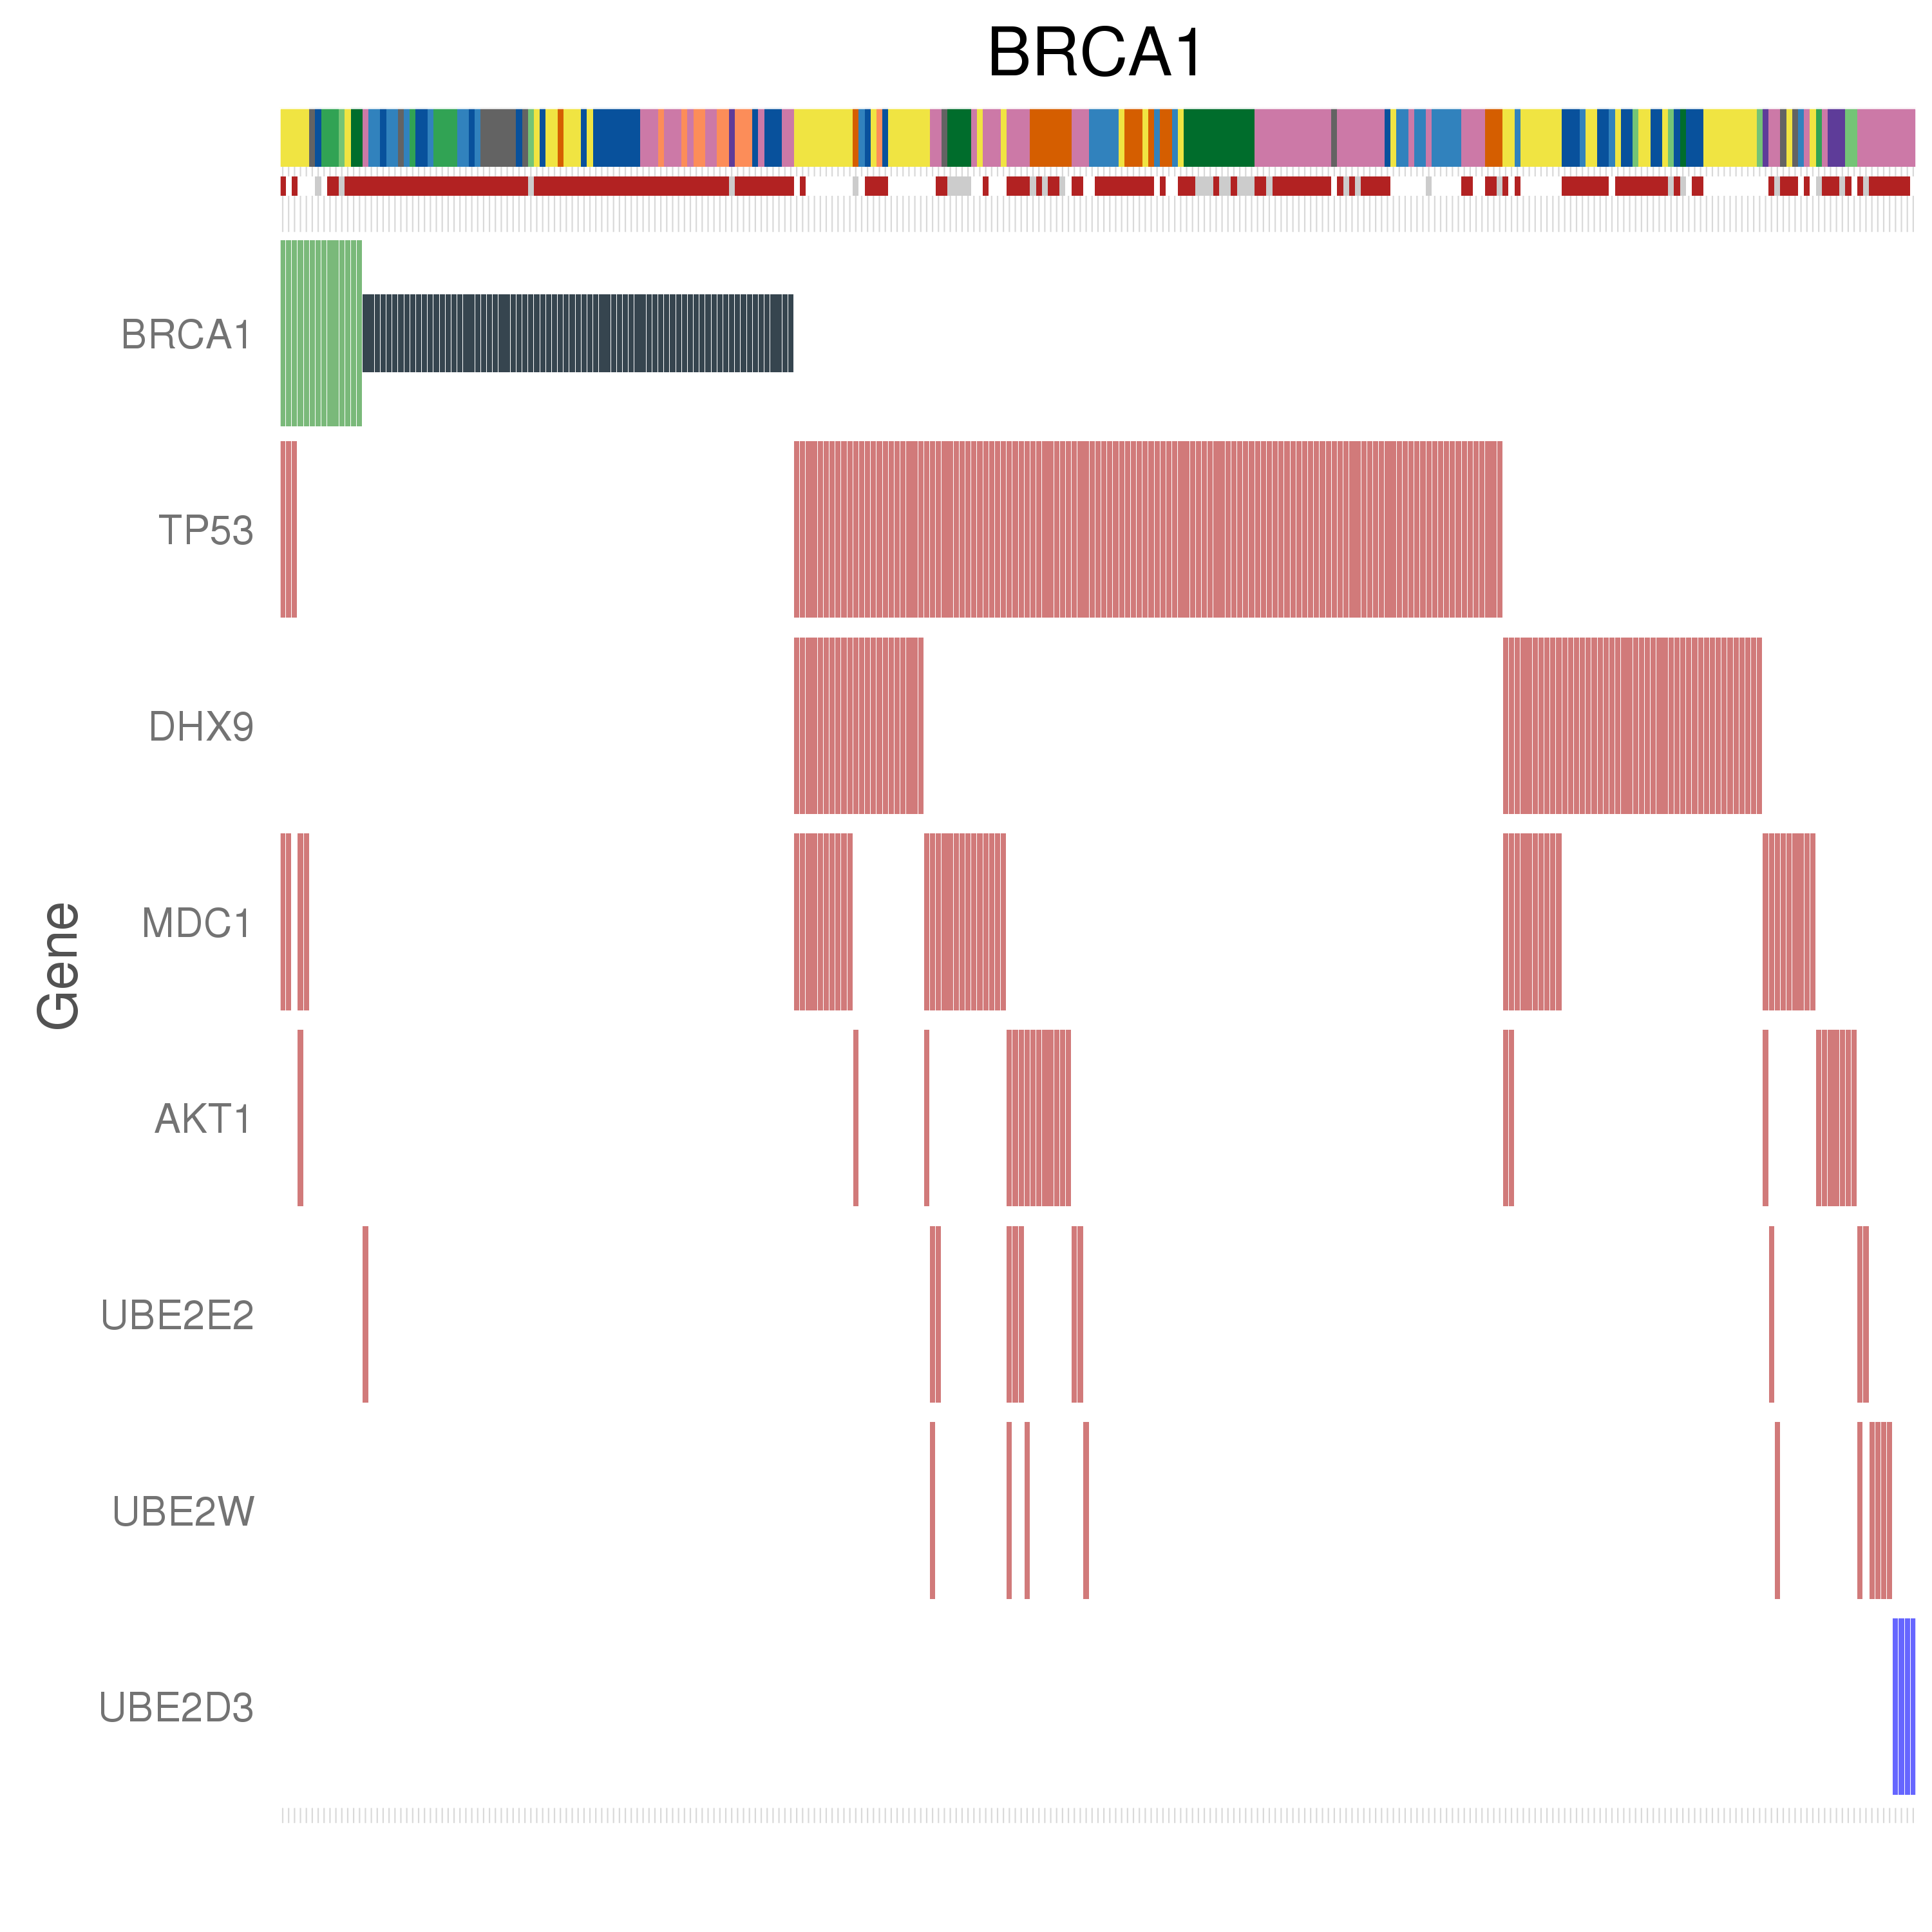 BRCA1
BRCA1
TP53
DHX9
MDC1
Gene
AKT1
UBE2E2
UBE2W
UBE2D3